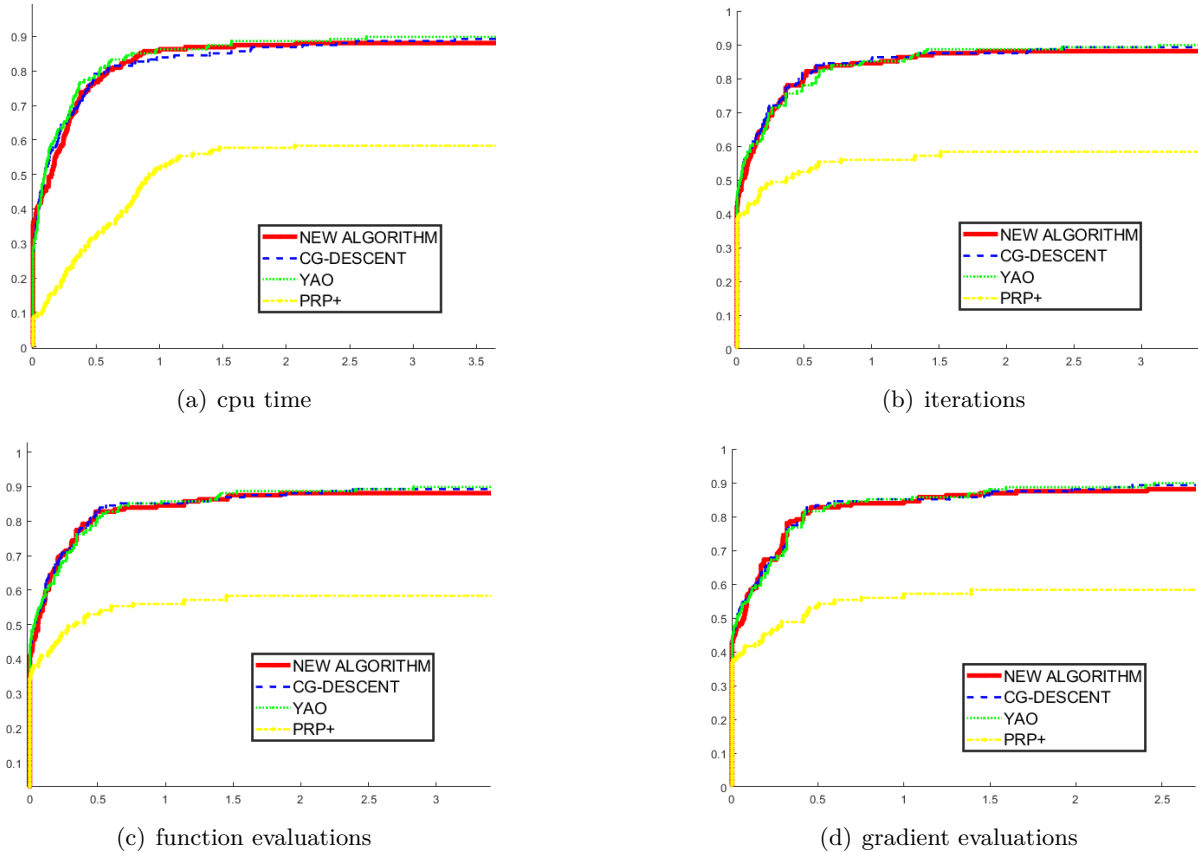 0.9
0.8
0.7
0.6
0.5
0.4
0.3
0.2
0.1
0
0 0.5 1 1.5 2 2.5 3 3.5
NEW ALGORITHM
CG-DESCENT
YAO
PRP+
(a) cpu time
1
0.9
0.8
0.7
0.6
0.5
0.4
0.3
0.2
0.1
0
0 0.5 1 1.5 2 2.5 3
NEW ALGORITHM
CG-DESCENT
YAO
PRP+
(b) iterations
1
0.9
0.8
0.7
0.6
0.5
0.4
0.3
0.2
0.1
0 0.5 1 1.5 2 2.5 3
NEW ALGORITHM
CG-DESCENT
YAO
PRP+
(c) function evaluations
1
0.9
0.8
0.7
0.6
0.5
0.4
0.3
0.2
0.1
0
0 0.5 1 1.5 2 2.5
NEW ALGORITHM
CG-DESCENT
YAO
PRP+
(d) gradient evaluations